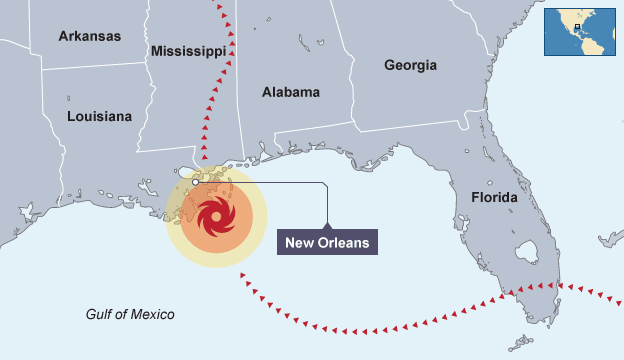 Arkansas
Mississippi
Georgia
Alabama
Louisiana
Florida
New Orleans
Gulf of Mexico